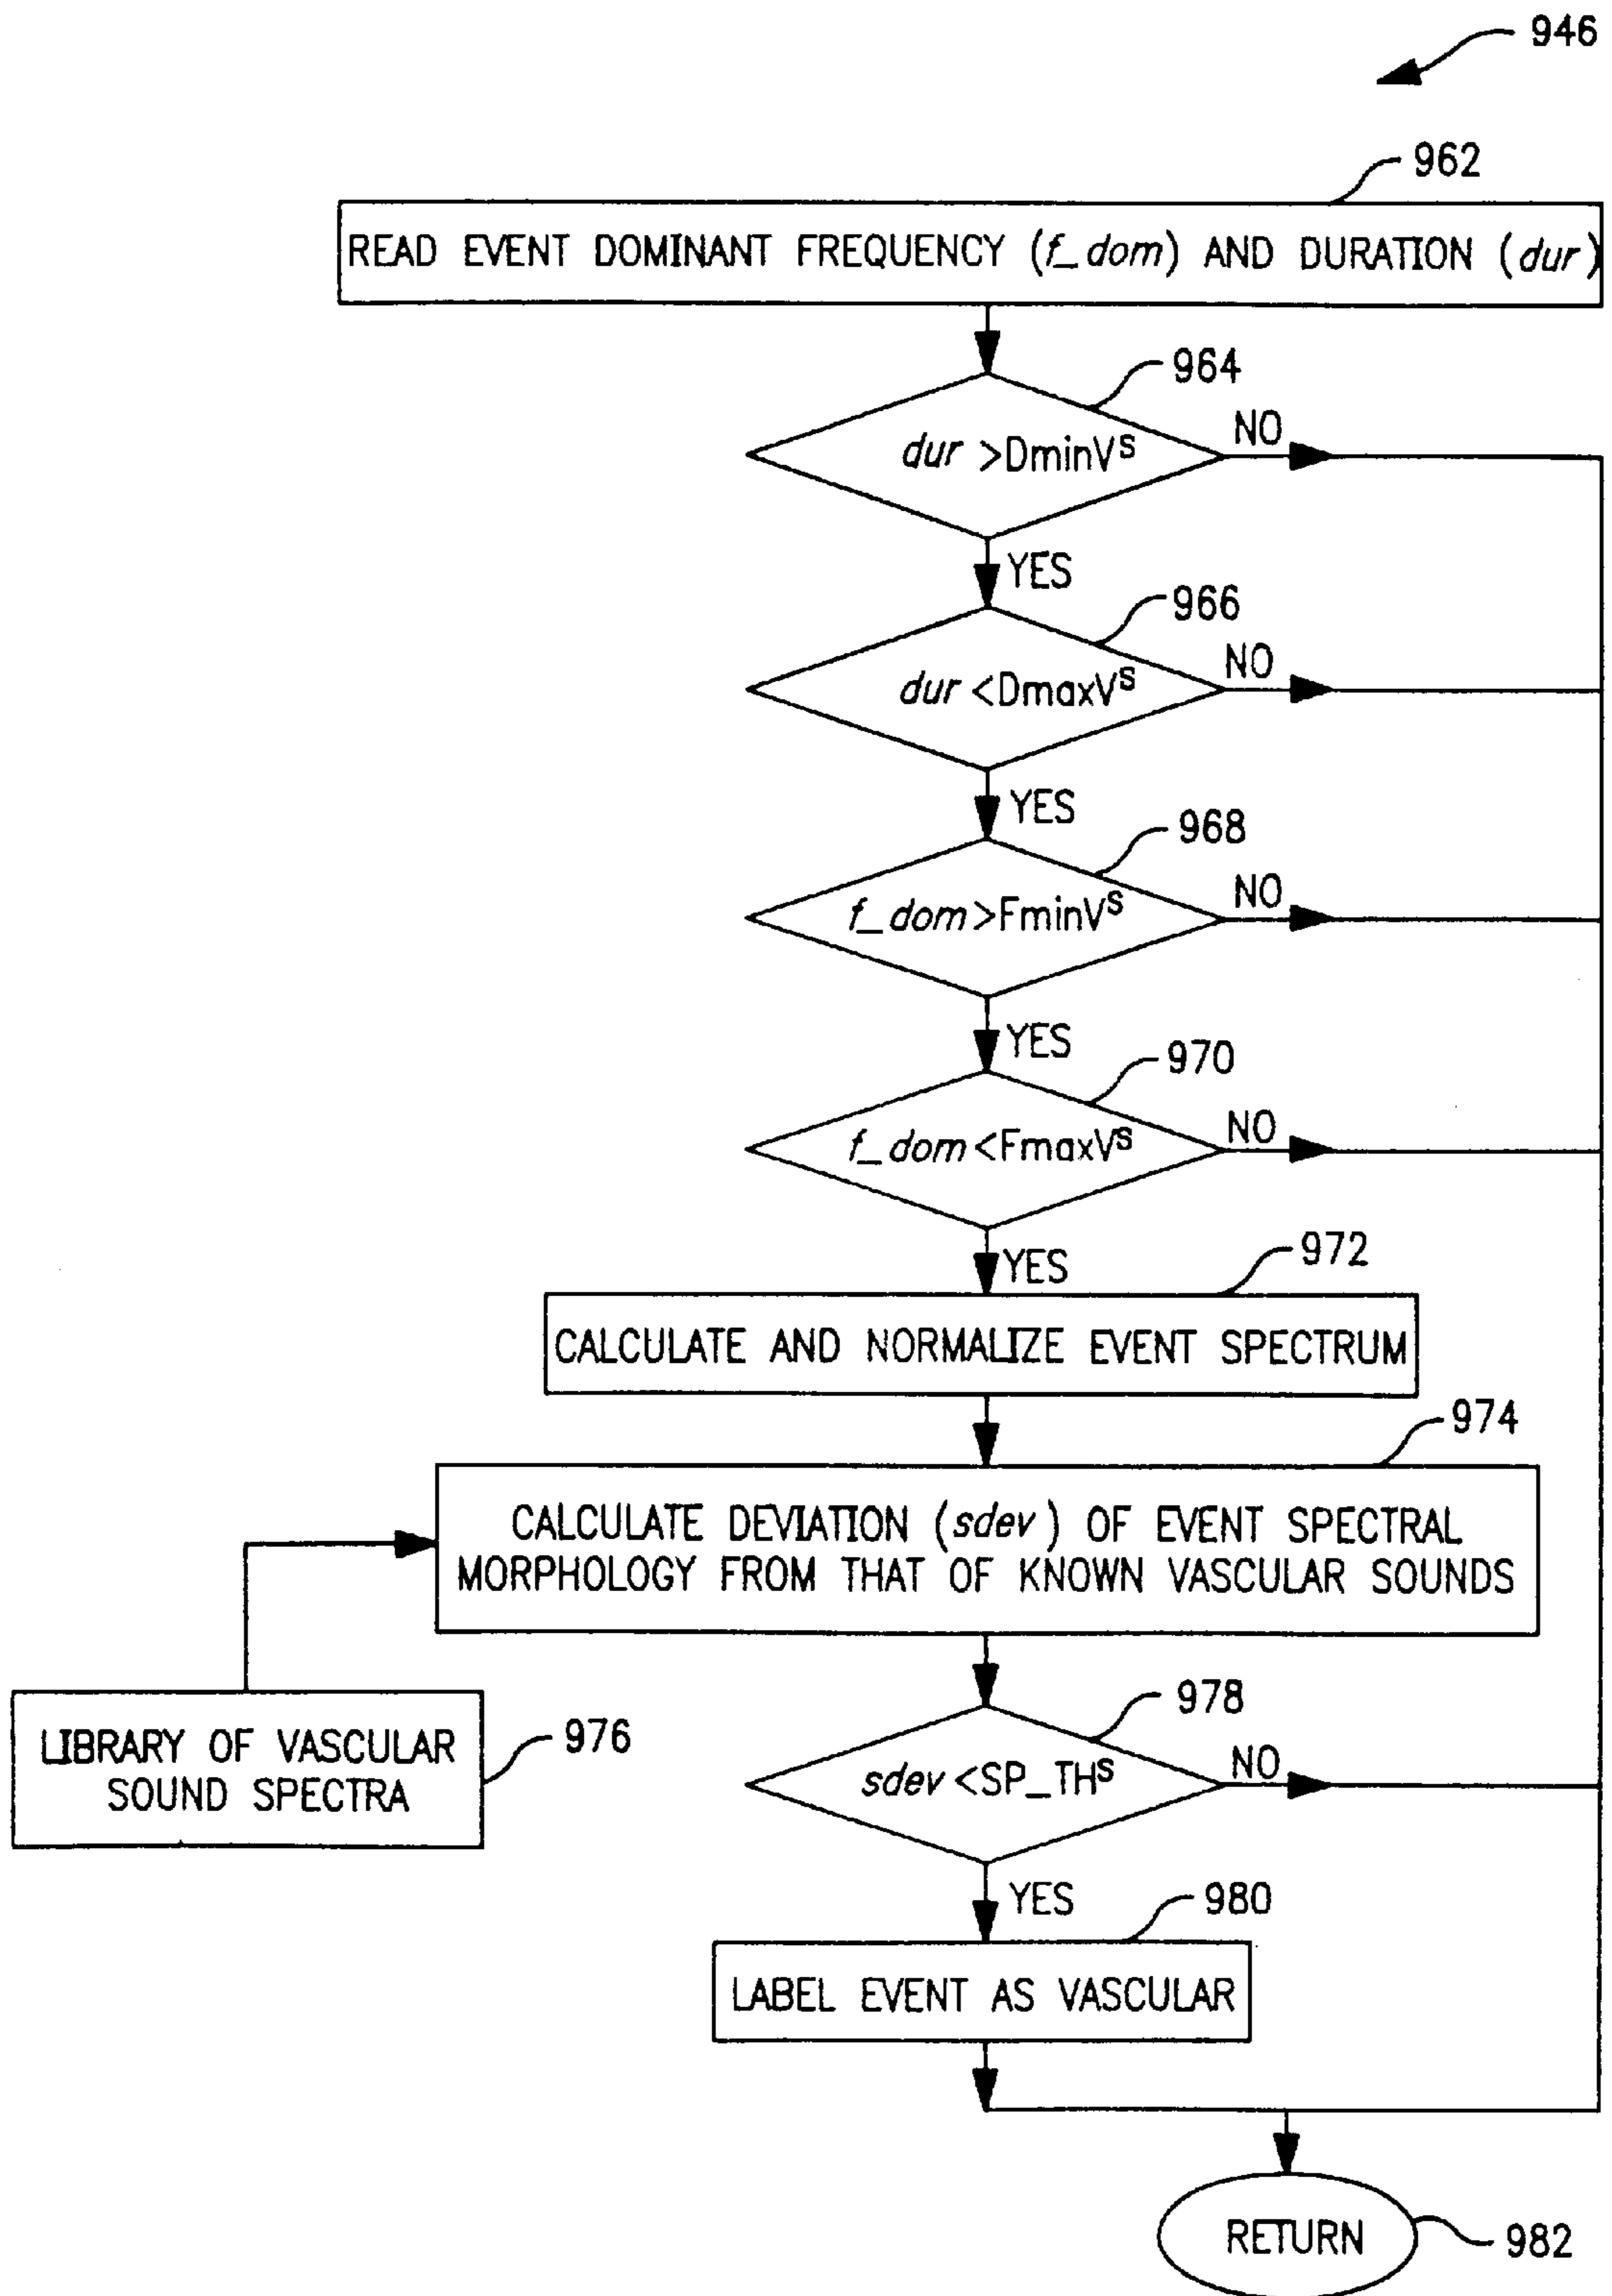 946
962
READ EVENT DOMINANT FREQUENCY (f_dom) AND DURATION (dur)
964
dur >DminVˢ
NO
YES
966
dur <DmaxVˢ
NO
YES
968
f_dom >FminVˢ
NO
YES
970
f_dom <FmaxVˢ
NO
YES
972
CALCULATE AND NORMALIZE EVENT SPECTRUM
974
CALCULATE DEVIATION (sdev) OF EVENT SPECTRAL
MORPHOLOGY FROM THAT OF KNOWN VASCULAR SOUNDS
LIBRARY OF VASCULAR
SOUND SPECTRA
976
978
sdev <SP_THˢ
NO
YES
980
LABEL EVENT AS VASCULAR
RETURN
982